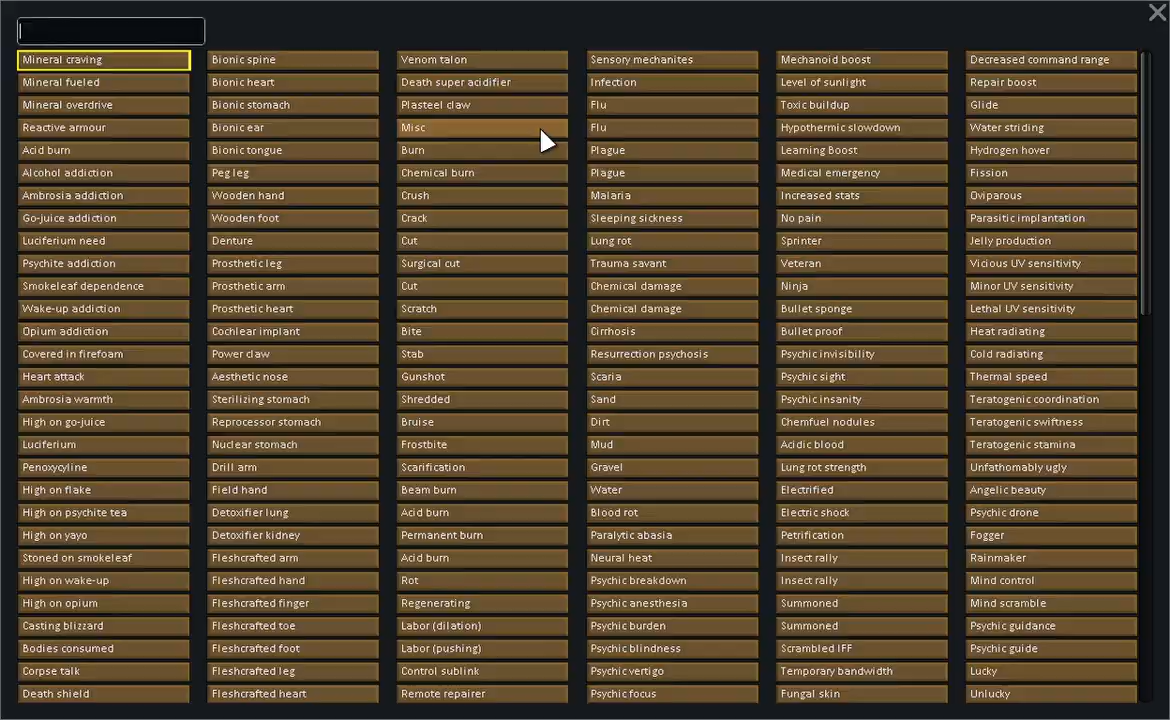 Mineral craving
Mineral fueled
Mineral overdrive
Reactive armour
Acid burn
Alcohol addiction
Ambrosia addiction
Go-juice addiction
Luciferium need
Psychite addiction
Smokeleaf dependence
Wake-up addiction
Opium addiction
Covered in firefoam
Heart attack
Ambrosia warmth
High on go-juice
Luciferium
Penoxycyline
High on flake
High on psychite tea
High on yayo
Stoned on smokeleaf
High on wake-up
High on opium
Casting blizzard
Bodies consumed
Corpse talk
Death shield
Bionic spine
Bionic heart
Bionic stomach
Bionic ear
Bionic tongue
Peg leg
Wooden hand
Wooden foot
Denture
Prosthetic leg
Prosthetic arm
Prosthetic heart
Cochlear implant
Power claw
Aesthetic nose
Sterilizing stomach
Reprocessor stomach
Nuclear stomach
Drill arm
Field hand
Detoxifier lung
Detoxifier kidney
Fleshcrafted arm
Fleshcrafted hand
Fleshcrafted finger
Fleshcrafted toe
Fleshcrafted foot
Fleshcrafted leg
Fleshcrafted heart
Venom talon
Death super acidifier
Plasteel claw
Misc
Burn
Chemical burn
Crush
Crack
Cut
Surgical cut
Cut
Scratch
Bite
Stab
Gunshot
Shredded
Bruise
Frostbite
Scarification
Beam burn
Acid burn
Permanent burn
Acid burn
Rot
Regenerating
Labor (dilation)
Labor (pushing)
Control sublink
Remote repairer
Sensory mechanites
Infection
Flu
Flu
Plague
Plague
Malaria
Sleeping sickness
Lung rot
Trauma savant
Chemical damage
Chemical damage
Cirrhosis
Resurrection psychosis
Scaria
Sand
Dirt
Mud
Gravel
Water
Blood rot
Paralytic abasia
Neural heat
Psychic breakdown
Psychic anesthesia
Psychic burden
Psychic blindness
Psychic vertigo
Psychic focus
Mechanoid boost
Level of sunlight
Toxic buildup
Hypothermic slowdown
Learning Boost
Medical emergency
Increased stats
No pain
Sprinter
Veteran
Ninja
Bullet sponge
Bullet proof
Psychic invisibility
Psychic sight
Psychic insanity
Chemfuel nodules
Acidic blood
Lung rot strength
Electrified
Electric shock
Petrification
Insect rally
Insect rally
Summoned
Summoned
Scrambled IFF
Temporary bandwidth
Fungal skin
Decreased command range
Repair boost
Glide
Water striding
Hydrogen hover
Fission
Oviparous
Parasitic implantation
Jelly production
Vicious UV sensitivity
Minor UV sensitivity
Lethal UV sensitivity
Heat radiating
Cold radiating
Thermal speed
Teratogenic coordination
Teratogenic swiftness
Teratogenic stamina
Unfathomably ugly
Angelic beauty
Psychic drone
Fogger
Rainmaker
Mind control
Mind scramble
Psychic guidance
Psychic guide
Lucky
Unlucky